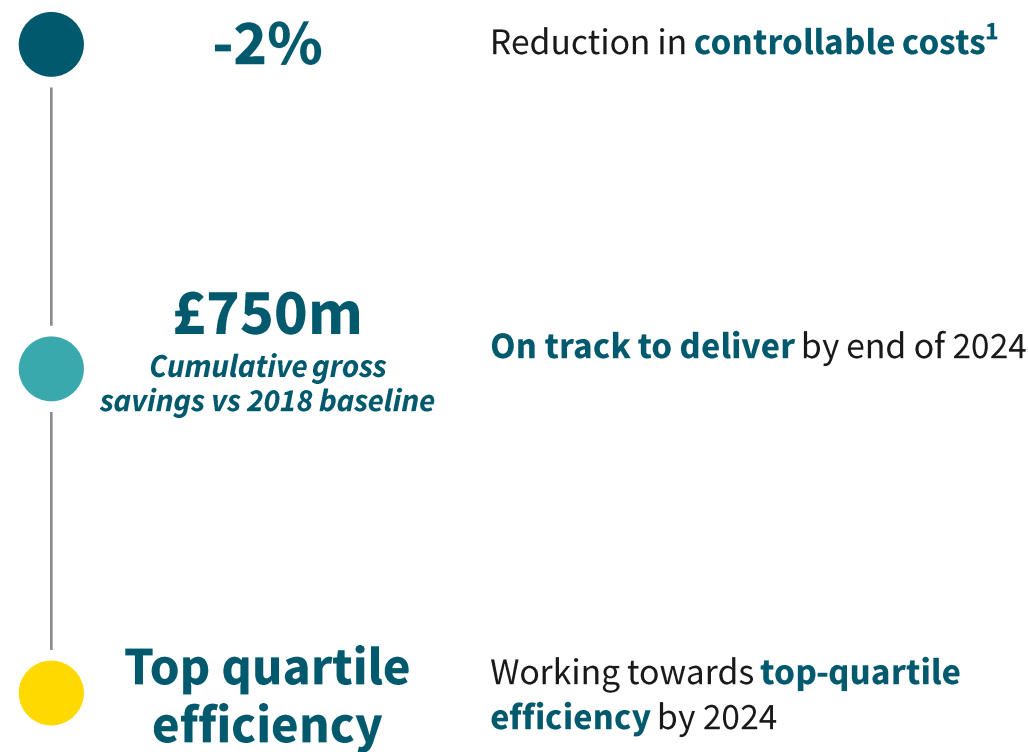 -2%
Reduction in controllable costs¹
£750m
Cumulative gross
savings vs 2018 baseline
On track to deliver by end of 2024
Top quartile
efficiency
Working towards top-quartile
efficiency by 2024